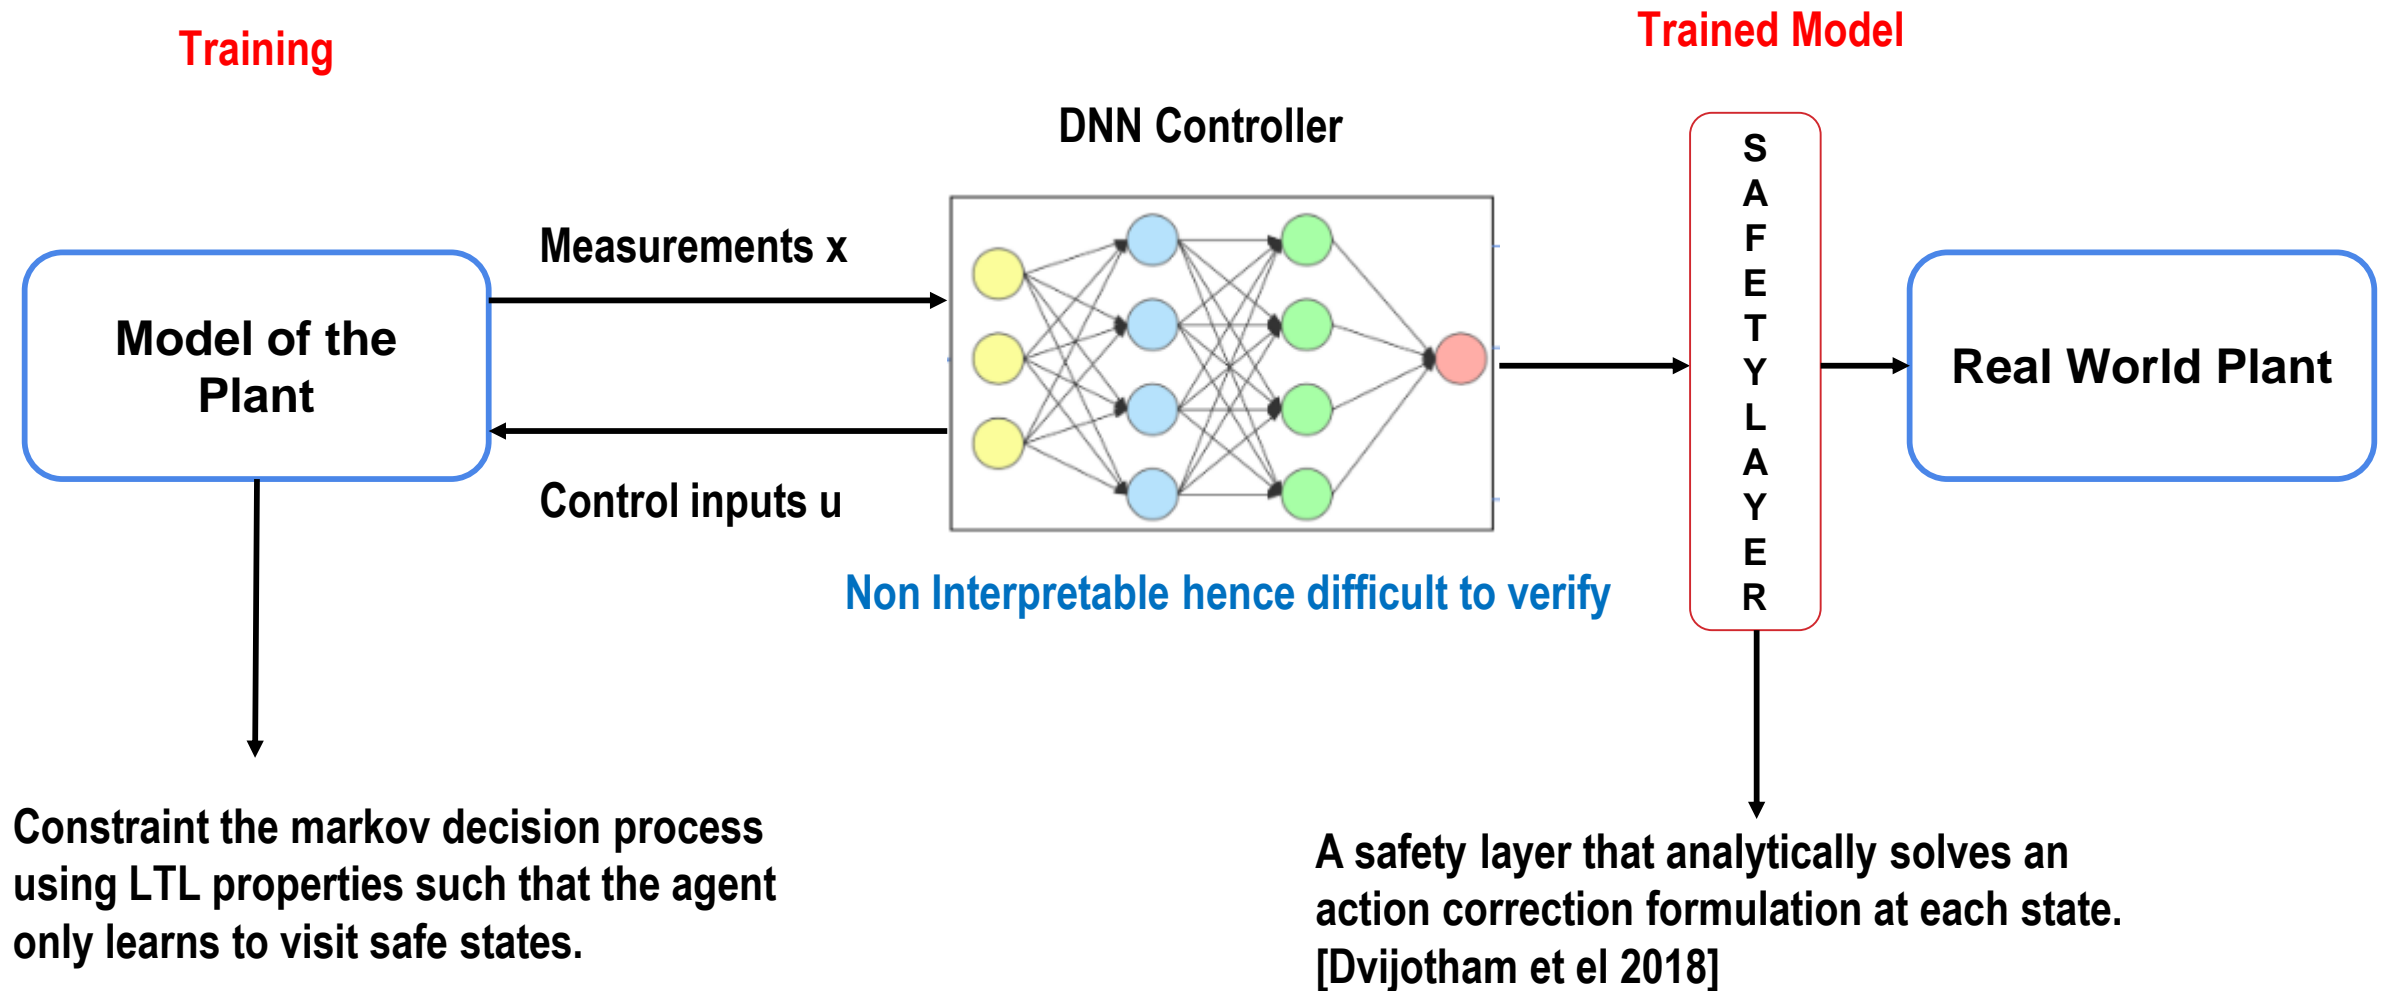 Training
Trained Model
DNN Controller
Measurements x
Model of the
Plant
Control inputs u
Non Interpretable hence difficult to verify
S
A
F
E
T
Y
L
A
Y
E
R
Real World Plant
Constraint the markov decision process
using LTL properties such that the agent
only learns to visit safe states.
A safety layer that analytically solves an
action correction formulation at each state.
[Dvijotham et el 2018]